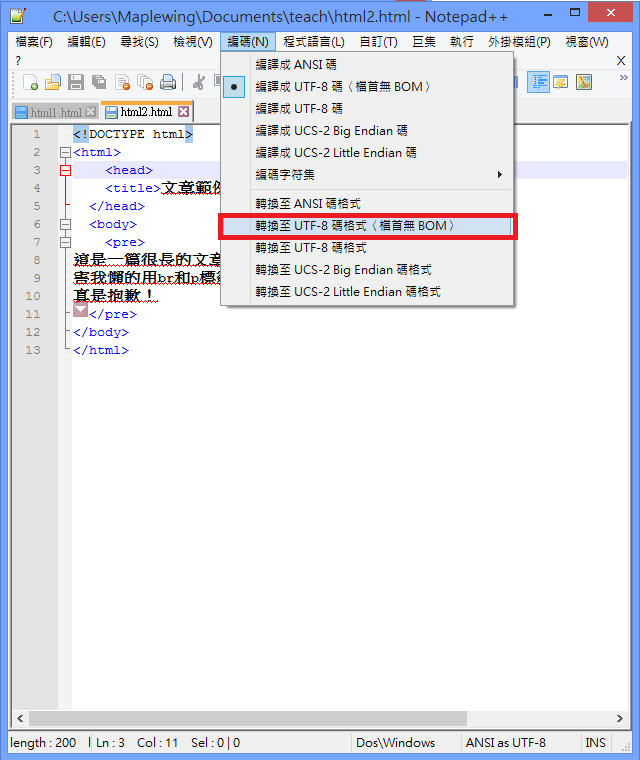 C:\Users\Maplewing\Documents\teach\html2.html - Notepad++
檔案(F) 編輯(E) 尋找(S) 檢視(V) 編碼(N) 程式語言(L) 自訂(T) 巨集 執行 外掛模組(P) 視窗(W)
? X
html1.html html2.html
編譯成 ANSI 碼
編譯成 UTF-8 碼（檔首無 BOM）
編譯成 UTF-8 碼
編譯成 UCS-2 Big Endian 碼
編譯成 UCS-2 Little Endian 碼
編碼字符集
轉換至 ANSI 碼格式
轉換至 UTF-8 碼格式（檔首無 BOM）
轉換至 UTF-8 碼格式
轉換至 UCS-2 Big Endian 碼格式
轉換至 UCS-2 Little Endian 碼格式
1 <!DOCTYPE html>
2 <html>
3 <head>
4 <title>文章範例
5 </head>
6 <body>
7 <pre>
8 這是一篇很長的文章
9 害我懶的用br和p標
10 真是抱歉！
11 </pre>
12 </body>
13 </html>
length : 200 l Ln : 3 Col : 11 Sel : 0 | 0 Dos\Windows ANSI as UTF-8 INS